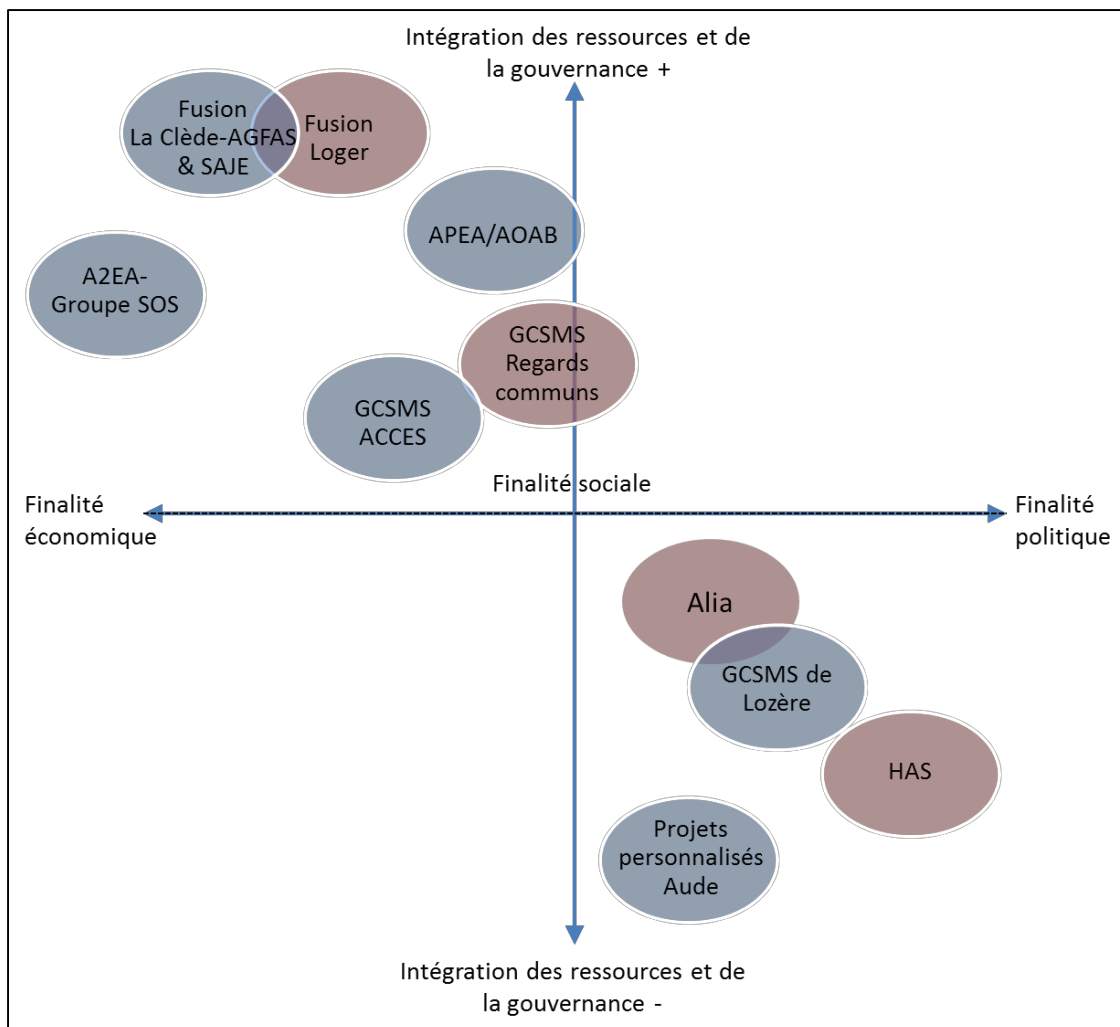 Intégration des ressources et de
la gouvernance +
Fusion
La Clède-AGFAS
& SAJE
Fusion
Loger
APEA/AOAB
A2EA-
Groupe SOS
GCSMS
Regards
communs
GCSMS
ACCES
Finalité sociale
Finalité
économique
Finalité
politique
Alia
GCSMS de
Lozère
HAS
Projets
personnalisés
Aude
Intégration des ressources et de
la gouvernance -